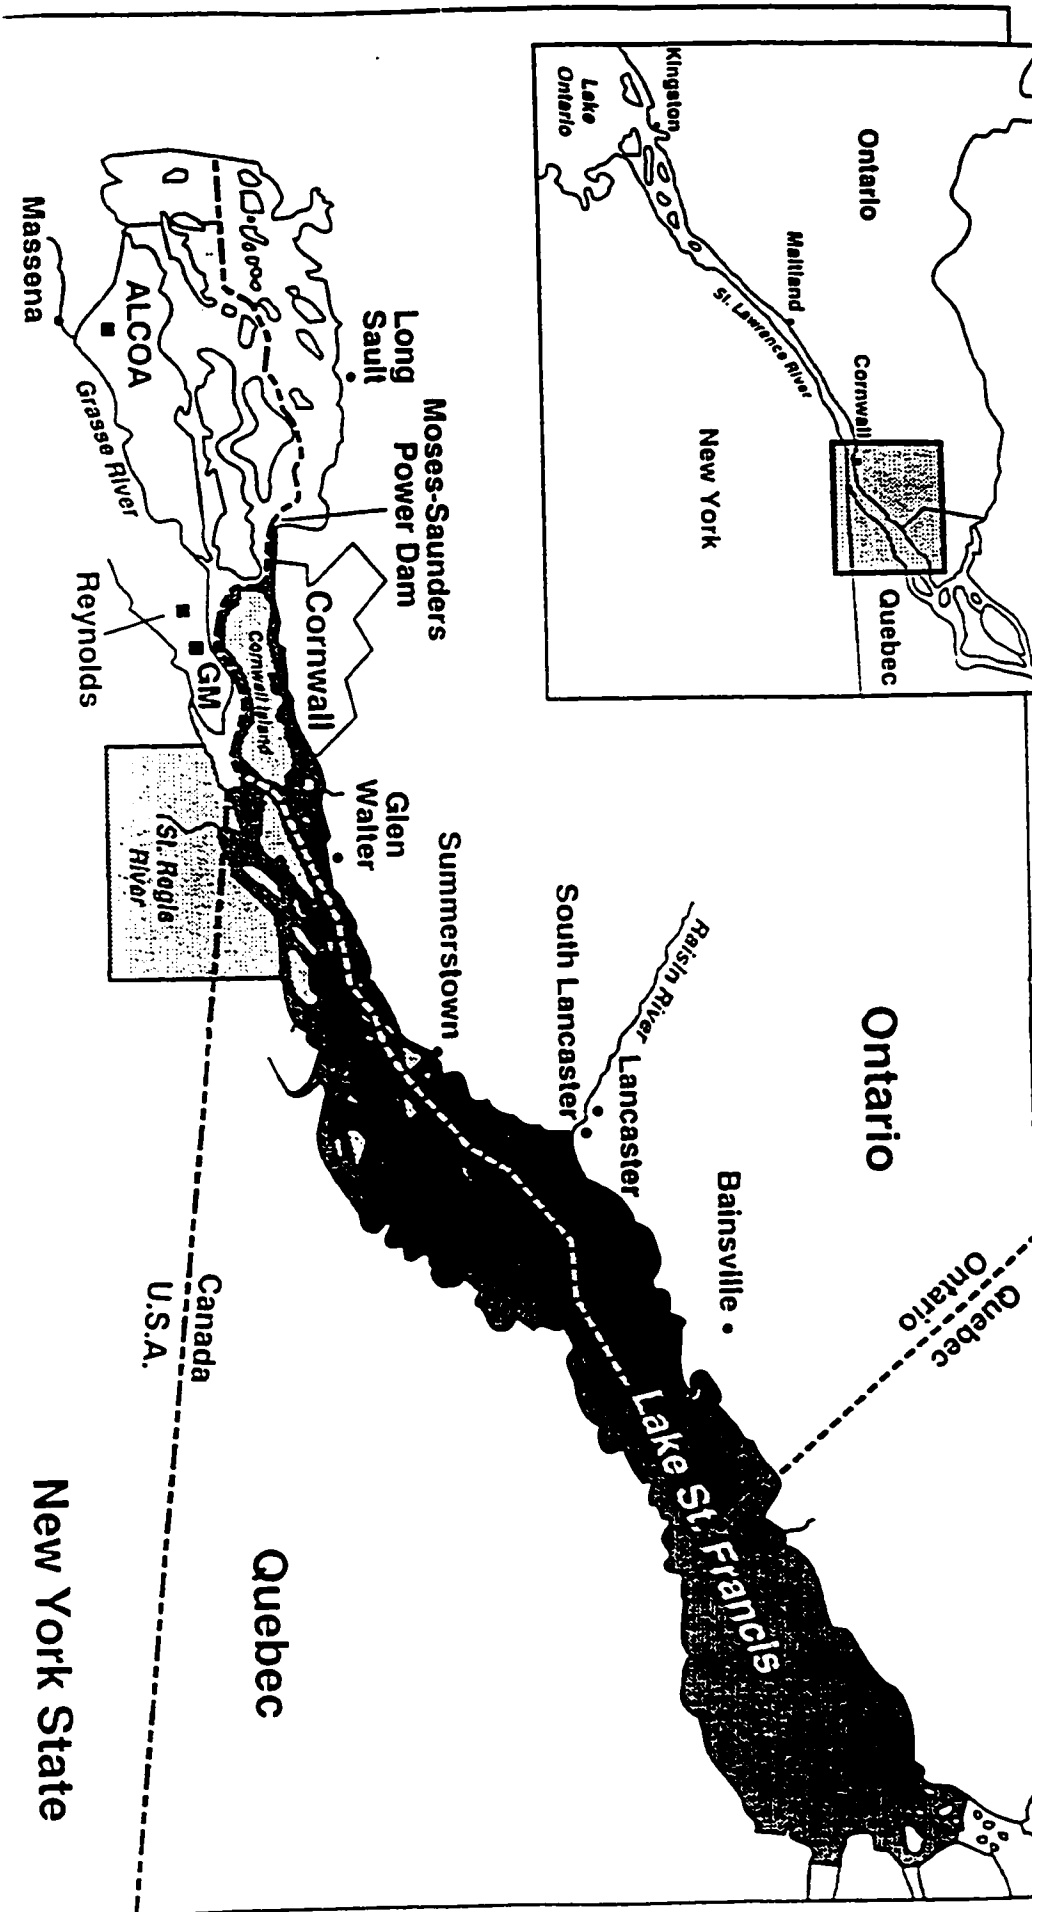 Kingston
Lake
Ontario
Ontario
Maitland
St. Lawrence River
Cornwall
New York
Quebec
Long
Sault
Moses-Saunders
Power Dam
Massena
ALCOA
Grasse River
Reynolds
GM
Cornwall
Cornwall Island
Glen
Walter
St. Regis
River
Summerstown
South Lancaster
Lancaster
Raisin River
Bainsville
Ontario
Quebec
Ontario
Lake St. Francis
Canada
U.S.A.
Quebec
New York State